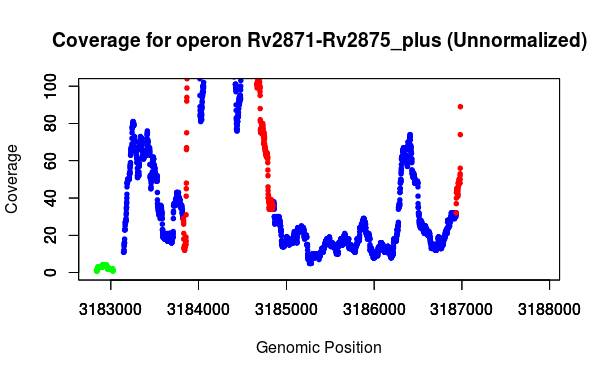 Coverage for operon Rv2871-Rv2875_plus (Unnormalized)
Coverage
100
80
60
40
20
0
3183000 3184000 3185000 3186000 3187000 3188000
Genomic Position